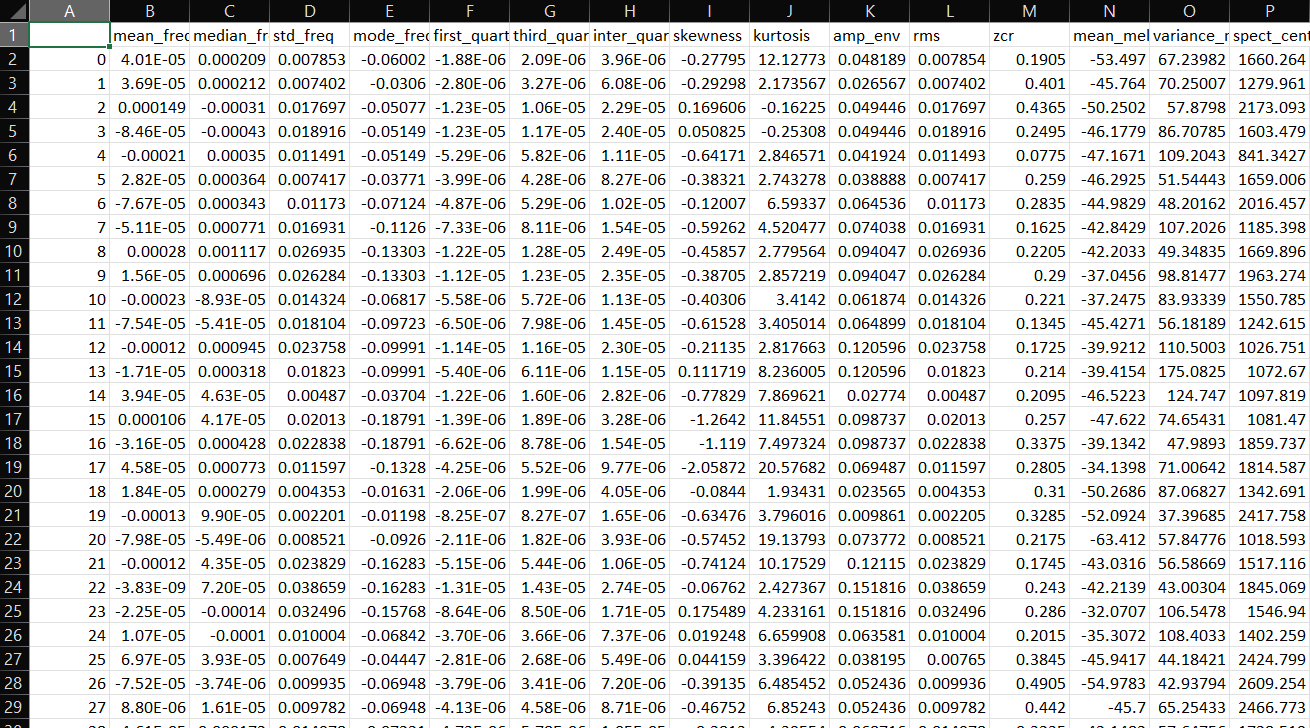 A B C D E F G H I J K L M N O P
1 mean_freq median_fr std_freq mode_freq first_quart third_quar inter_quar skewness kurtosis amp_env rms zcr mean_mel variance_r spect_cent
2 0 4.01E-05 0.000209 0.007853 -0.06002 -1.88E-06 2.09E-06 3.96E-06 -0.27795 12.12773 0.048189 0.007854 0.1905 -53.497 67.23982 1660.264
3 1 3.69E-05 0.000212 0.007402 -0.0306 -2.80E-06 3.27E-06 6.08E-06 -0.29298 2.173567 0.026567 0.007402 0.401 -45.764 70.25007 1279.961
4 2 0.000149 -0.00031 0.017697 -0.05077 -1.23E-05 1.06E-05 2.29E-05 0.169606 -0.16225 0.049446 0.017697 0.4365 -50.2502 57.8798 2173.093
5 3 -8.46E-05 -0.00043 0.018916 -0.05149 -1.23E-05 1.17E-05 2.40E-05 0.050825 -0.25308 0.049446 0.018916 0.2495 -46.1779 86.70785 1603.479
6 4 -0.00021 0.00035 0.011491 -0.05149 -5.29E-06 5.82E-06 1.11E-05 -0.64171 2.846571 0.041924 0.011493 0.0775 -47.1671 109.2043 841.3427
7 5 2.82E-05 0.000364 0.007417 -0.03771 -3.99E-06 4.28E-06 8.27E-06 -0.38321 2.743278 0.038888 0.007417 0.259 -46.2925 51.54443 1659.006
8 6 -7.67E-05 0.000343 0.01173 -0.07124 -4.87E-06 5.29E-06 1.02E-05 -0.12007 6.59337 0.064536 0.01173 0.2835 -44.9829 48.20162 2016.457
9 7 -5.11E-05 0.000771 0.016931 -0.1126 -7.33E-06 8.11E-06 1.54E-05 -0.59262 4.520477 0.074038 0.016931 0.1625 -42.8429 107.2026 1185.398
10 8 0.00028 0.001117 0.026935 -0.13303 -1.22E-05 1.28E-05 2.49E-05 -0.45857 2.779564 0.094047 0.026936 0.2205 -42.2033 49.34835 1669.896
11 9 1.56E-05 0.000696 0.026284 -0.13303 -1.12E-05 1.23E-05 2.35E-05 -0.38705 2.857219 0.094047 0.026284 0.29 -37.0456 98.81477 1963.274
12 10 -0.00023 -8.93E-05 0.014324 -0.06817 -5.58E-06 5.72E-06 1.13E-05 -0.40306 3.4142 0.061874 0.014326 0.221 -37.2475 83.93339 1550.785
13 11 -7.54E-05 -5.41E-05 0.018104 -0.09723 -6.50E-06 7.98E-06 1.45E-05 -0.61528 3.405014 0.064899 0.018104 0.1345 -45.4271 56.18189 1242.615
14 12 -0.00012 0.000945 0.023758 -0.09991 -1.14E-05 1.16E-05 2.30E-05 -0.21135 2.817663 0.120596 0.023758 0.1725 -39.9212 110.5003 1026.751
15 13 -1.71E-05 0.000318 0.01823 -0.09991 -5.40E-06 6.11E-06 1.15E-05 0.111719 8.236005 0.120596 0.01823 0.214 -39.4154 175.0825 1072.67
16 14 3.94E-05 4.63E-05 0.00487 -0.03704 -1.22E-06 1.60E-06 2.82E-06 -0.77829 7.869621 0.02774 0.00487 0.2095 -46.5223 124.747 1097.819
17 15 0.000106 4.17E-05 0.02013 -0.18791 -1.39E-06 1.89E-06 3.28E-06 -1.2642 11.84551 0.098737 0.02013 0.257 -47.622 74.65431 1081.47
18 16 -3.16E-05 0.000428 0.022838 -0.18791 -6.62E-06 8.78E-06 1.54E-05 -1.119 7.497324 0.098737 0.022838 0.3375 -39.1342 47.9893 1859.737
19 17 4.58E-05 0.000773 0.011597 -0.1328 -4.25E-06 5.52E-06 9.77E-06 -2.05872 20.57682 0.069487 0.011597 0.2805 -34.1398 71.00642 1814.587
20 18 1.84E-05 0.000279 0.004353 -0.01631 -2.06E-06 1.99E-06 4.05E-06 -0.0844 1.93431 0.023565 0.004353 0.31 -50.2686 87.06827 1342.691
21 19 -0.00013 9.90E-05 0.002201 -0.01198 -8.25E-07 8.27E-07 1.65E-06 -0.63476 3.796016 0.009861 0.002205 0.3285 -52.0924 37.39685 2417.758
22 20 -7.98E-05 -5.49E-06 0.008521 -0.0926 -2.11E-06 1.82E-06 3.93E-06 -0.57452 19.13793 0.073772 0.008521 0.2175 -63.412 57.84776 1018.593
23 21 -0.00012 4.35E-05 0.023829 -0.16283 -5.15E-06 5.44E-06 1.06E-05 -0.74124 10.17529 0.12115 0.023829 0.1745 -43.0316 56.58669 1517.116
24 22 -3.83E-09 7.20E-05 0.038659 -0.16283 -1.31E-05 1.43E-05 2.74E-05 -0.06762 2.427367 0.151816 0.038659 0.243 -42.2139 43.00304 1845.069
25 23 -2.25E-05 -0.00014 0.032496 -0.15768 -8.64E-06 8.50E-06 1.71E-05 0.175489 4.233161 0.151816 0.032496 0.286 -32.0707 106.5478 1546.94
26 24 1.07E-05 -0.0001 0.010004 -0.06842 -3.70E-06 3.66E-06 7.37E-06 0.019248 6.659908 0.063581 0.010004 0.2015 -35.3072 108.4033 1402.259
27 25 6.97E-05 3.93E-05 0.007649 -0.04447 -2.81E-06 2.68E-06 5.49E-06 0.044159 3.396422 0.038195 0.00765 0.3845 -45.9417 44.18421 2424.799
28 26 -7.52E-05 -3.74E-06 0.009935 -0.06948 -3.79E-06 3.41E-06 7.20E-06 -0.39135 6.485452 0.052436 0.009936 0.4905 -54.9783 42.93794 2609.254
29 27 8.80E-06 1.61E-05 0.009782 -0.06948 -4.13E-06 4.58E-06 8.71E-06 -0.46752 6.85243 0.052436 0.009782 0.442 -45.7 65.25433 2466.773